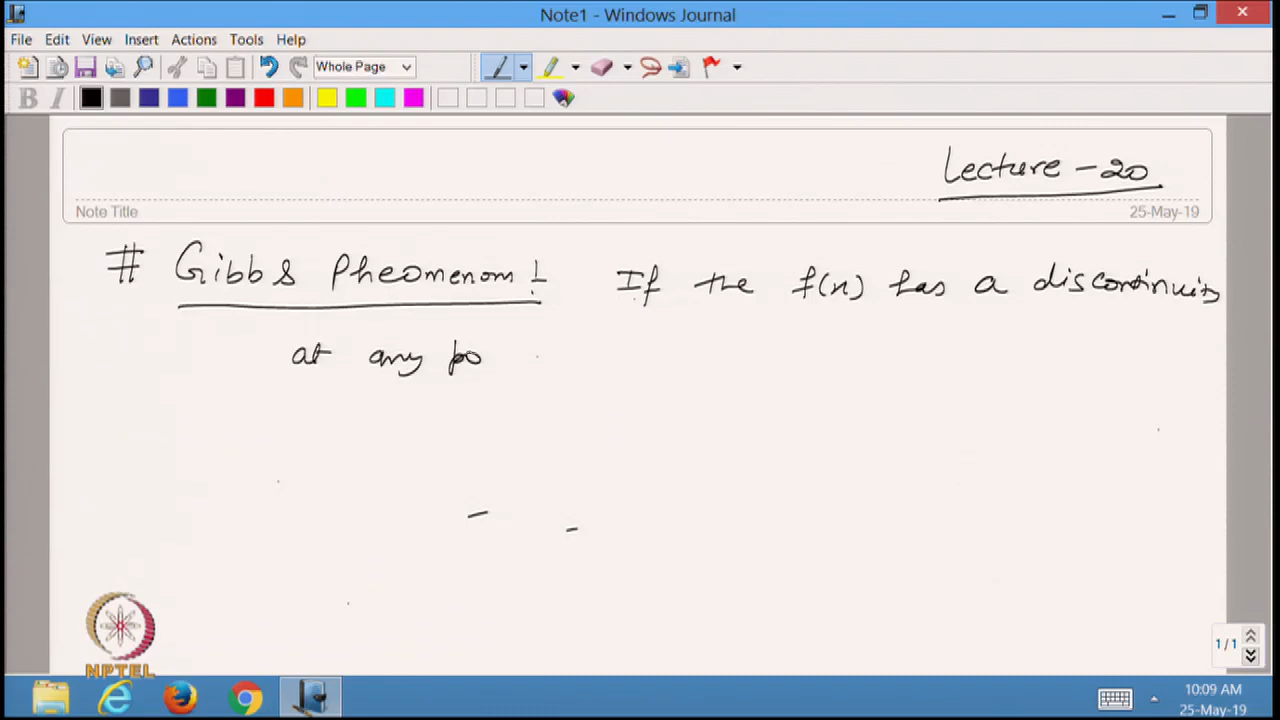 Note1 - Windows Journal
File Edit View Insert Actions Tools Help
Whole Page
B I
Lecture - 20
Note Title
25-May-19
# Gibbs Pheomenom :- If the f(x) has a discontinuity
at any po
1 / 1
NPTEL
10:09 AM
25-May-19